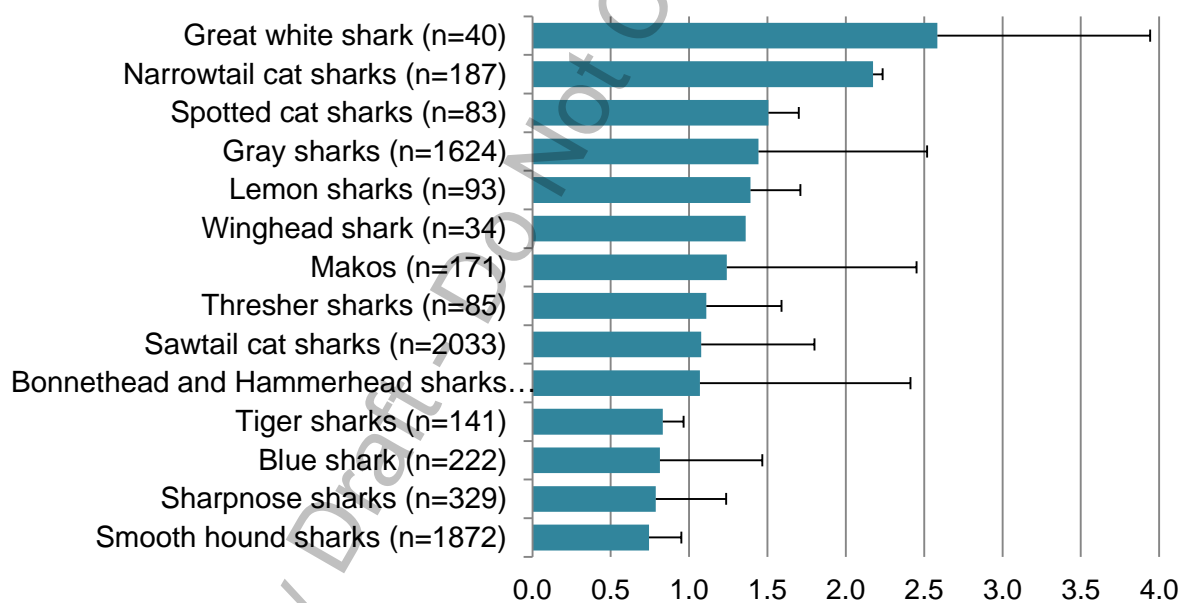 Great white shark (n=40)
Narrowtail cat sharks (n=187)
Spotted cat sharks (n=83)
Gray sharks (n=1624)
Lemon sharks (n=93)
Winghead shark (n=34)
Makos (n=171)
Thresher sharks (n=85)
Sawtail cat sharks (n=2033)
Bonnethead and Hammerhead sharks…
Tiger sharks (n=141)
Blue shark (n=222)
Sharpnose sharks (n=329)
Smooth hound sharks (n=1872)
0.0 0.5 1.0 1.5 2.0 2.5 3.0 3.5 4.0
Draft - Do Not